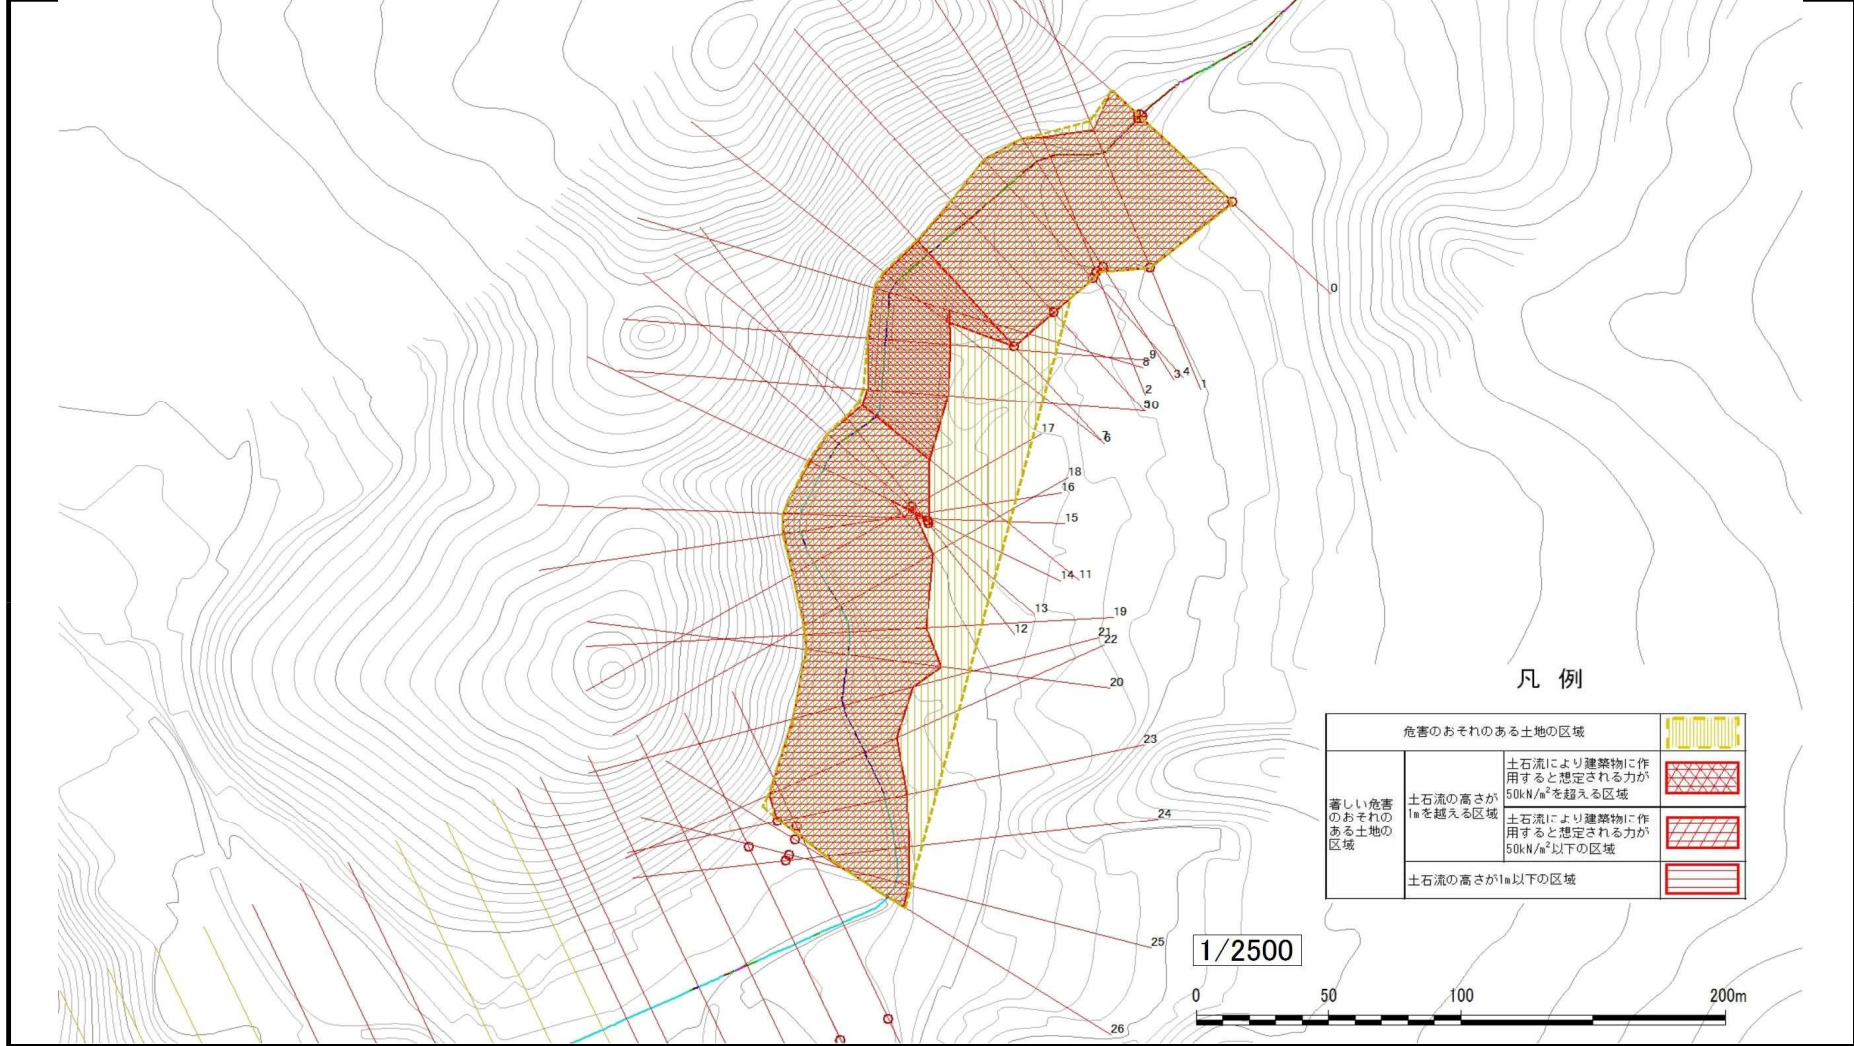 0
9
8
4
3
1
2
10
7
6
17
18
16
15
14
11
13
12
19
21
22
20
23
24
25
26
凡 例
危害のおそれのある土地の区域
著しい危害
のおそれの
ある土地の
区域
土石流の高さが
1mを越える区域
土石流により建築物に作
用すると想定される力が
50kN/m²を超える区域
土石流により建築物に作
用すると想定される力が
50kN/m²以下の区域
土石流の高さが1m以下の区域
1/2500
0 50 100 200m